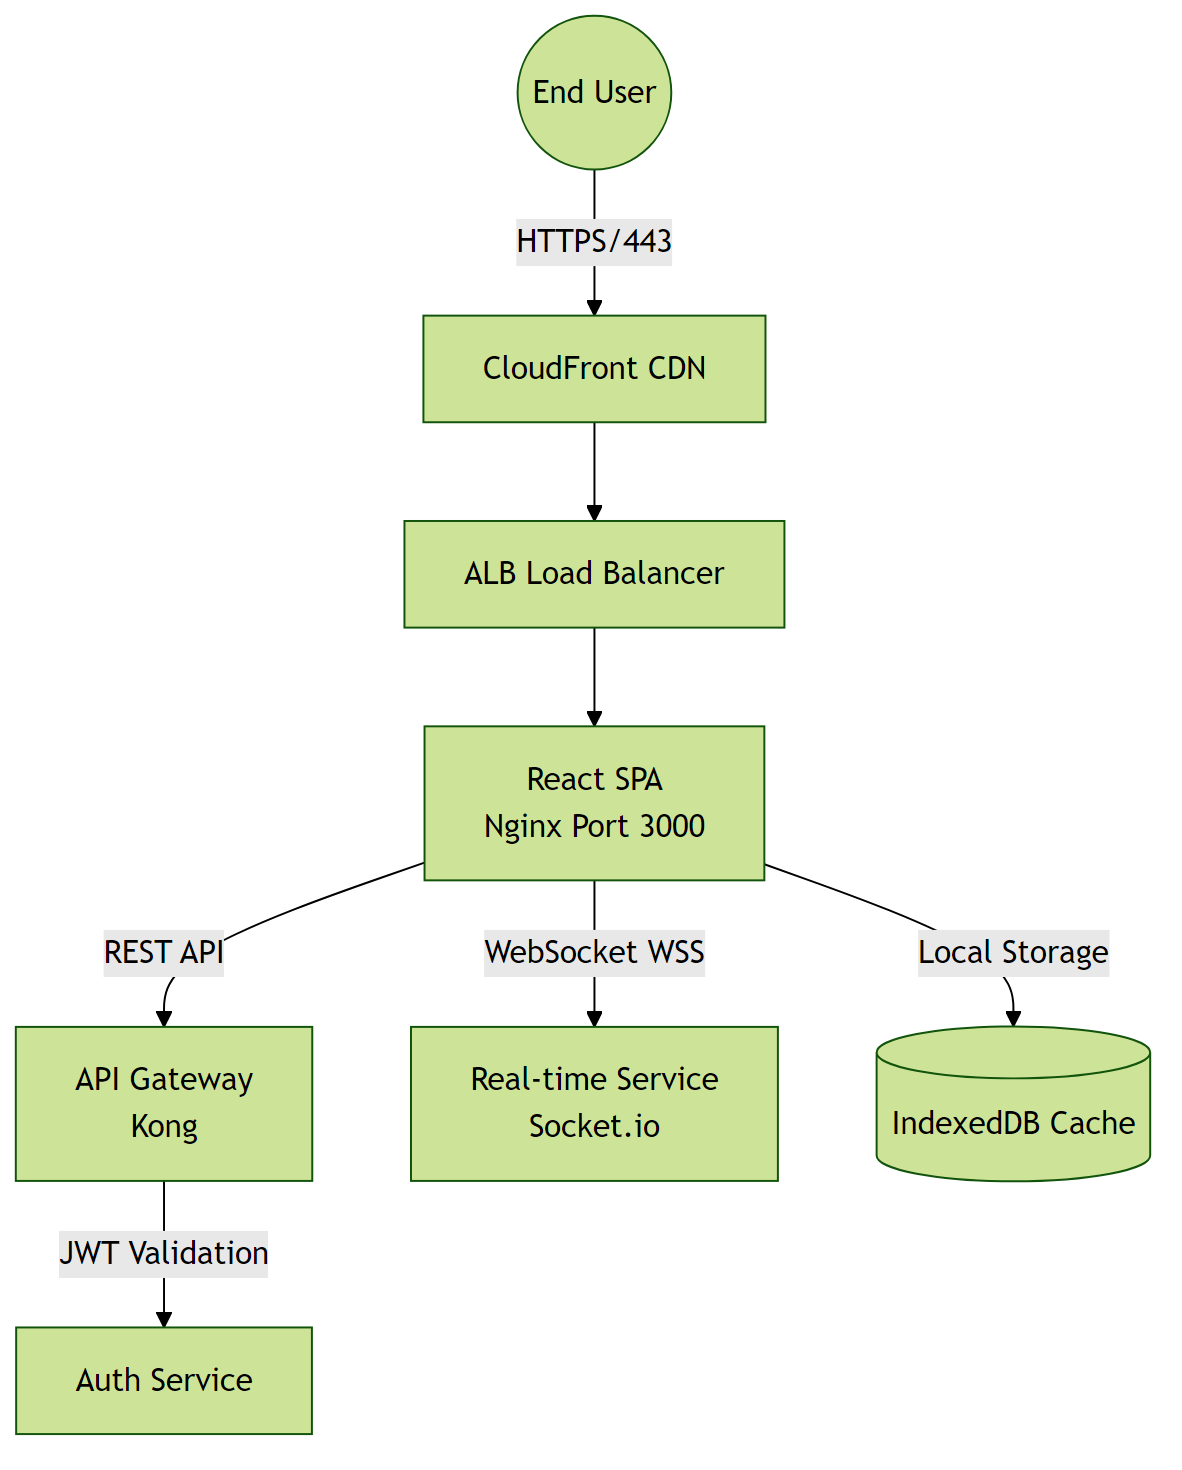 End User
HTTPS/443
CloudFront CDN
ALB Load Balancer
React SPA
Nginx Port 3000
REST API
WebSocket WSS
Local Storage
API Gateway
Kong
Real-time Service
Socket.io
IndexedDB Cache
JWT Validation
Auth Service